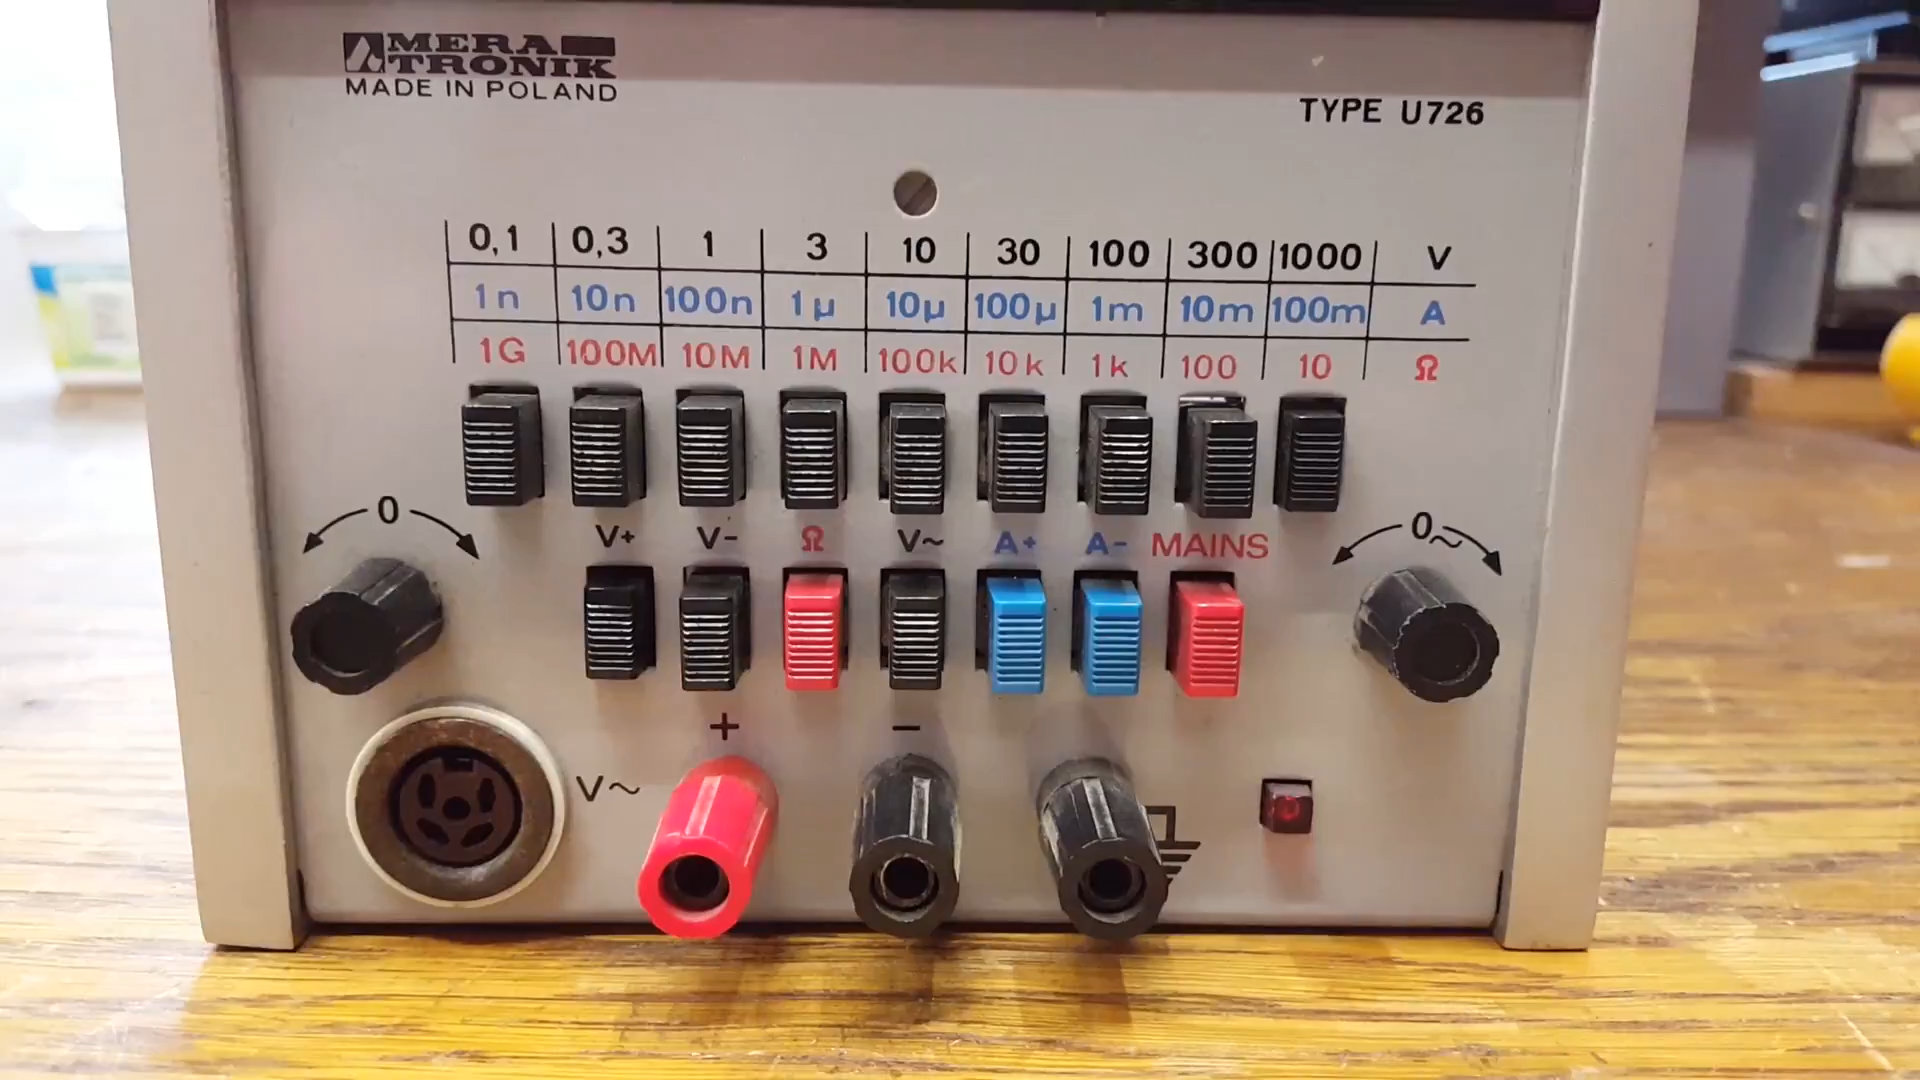 MERA
TRONIK
MADE IN POLAND
TYPE U726
0,1 0,3 1 3 10 30 100 300 1000 V
1n 10n 100n 1µ 10µ 100µ 1m 10m 100m A
1G 100M 10M 1M 100k 10k 1k 100 10 Ω
0
V+ V- Ω V~ A+ A- MAINS
0~
+ -
V~